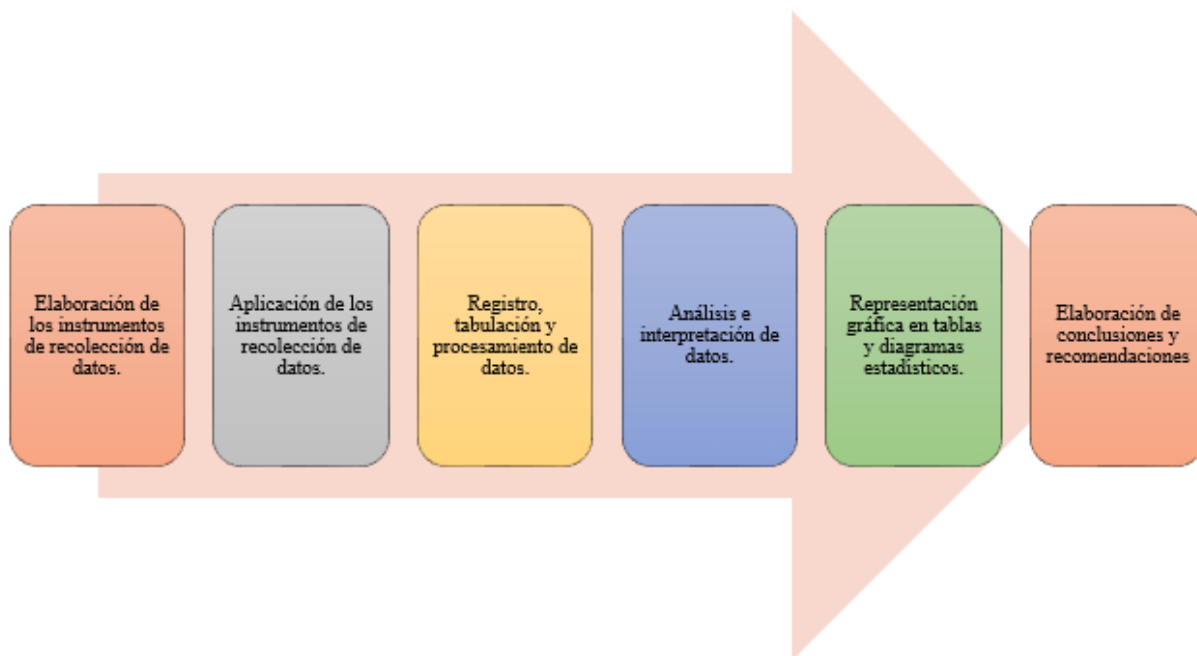 Elaboración de
los instrumentos
de recolección de
datos.
Aplicación de los
instrumentos de
recolección de
datos.
Registro,
tabulación y
procesamiento de
datos.
Análisis e
interpretación de
datos.
Representación
gráfica en tablas
y diagramas
estadísticos.
Elaboración de
conclusiones y
recomendaciones